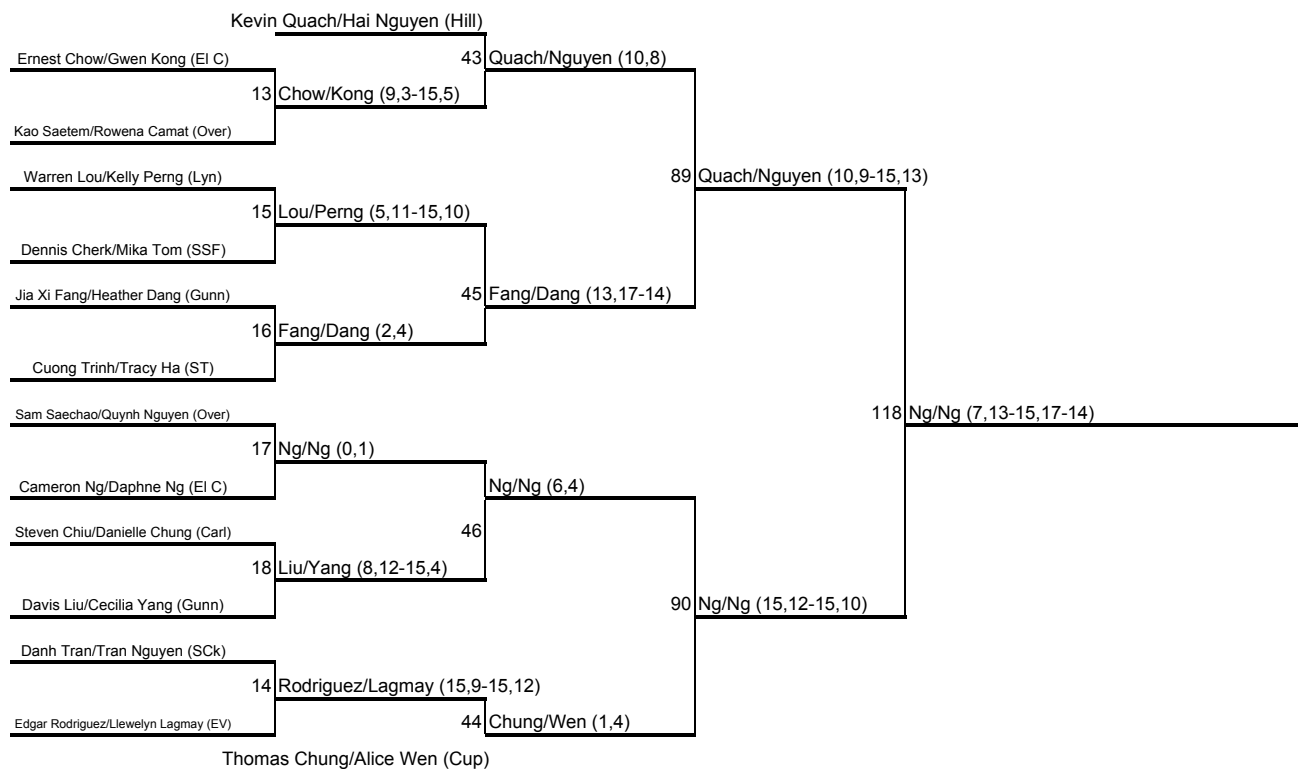 Kevin Quach/Hai Nguyen (Hill)
Ernest Chow/Gwen Kong (El C)
43 Quach/Nguyen (10,8)
13 Chow/Kong (9,3-15,5)
Kao Saetem/Rowena Camat (Over)
Warren Lou/Kelly Perng (Lyn)
89 Quach/Nguyen (10,9-15,13)
15 Lou/Perng (5,11-15,10)
Dennis Cherk/Mika Tom (SSF)
Jia Xi Fang/Heather Dang (Gunn)
45 Fang/Dang (13,17-14)
16 Fang/Dang (2,4)
Cuong Trinh/Tracy Ha (ST)
Sam Saechao/Quynh Nguyen (Over)
118 Ng/Ng (7,13-15,17-14)
17 Ng/Ng (0,1)
Cameron Ng/Daphne Ng (El C)
Ng/Ng (6,4)
Steven Chiu/Danielle Chung (Carl)
46
18 Liu/Yang (8,12-15,4)
Davis Liu/Cecilia Yang (Gunn)
90 Ng/Ng (15,12-15,10)
Danh Tran/Tran Nguyen (SCk)
14 Rodriguez/Lagmay (15,9-15,12)
Edgar Rodriguez/Llewelyn Lagmay (EV)
44 Chung/Wen (1,4)
Thomas Chung/Alice Wen (Cup)